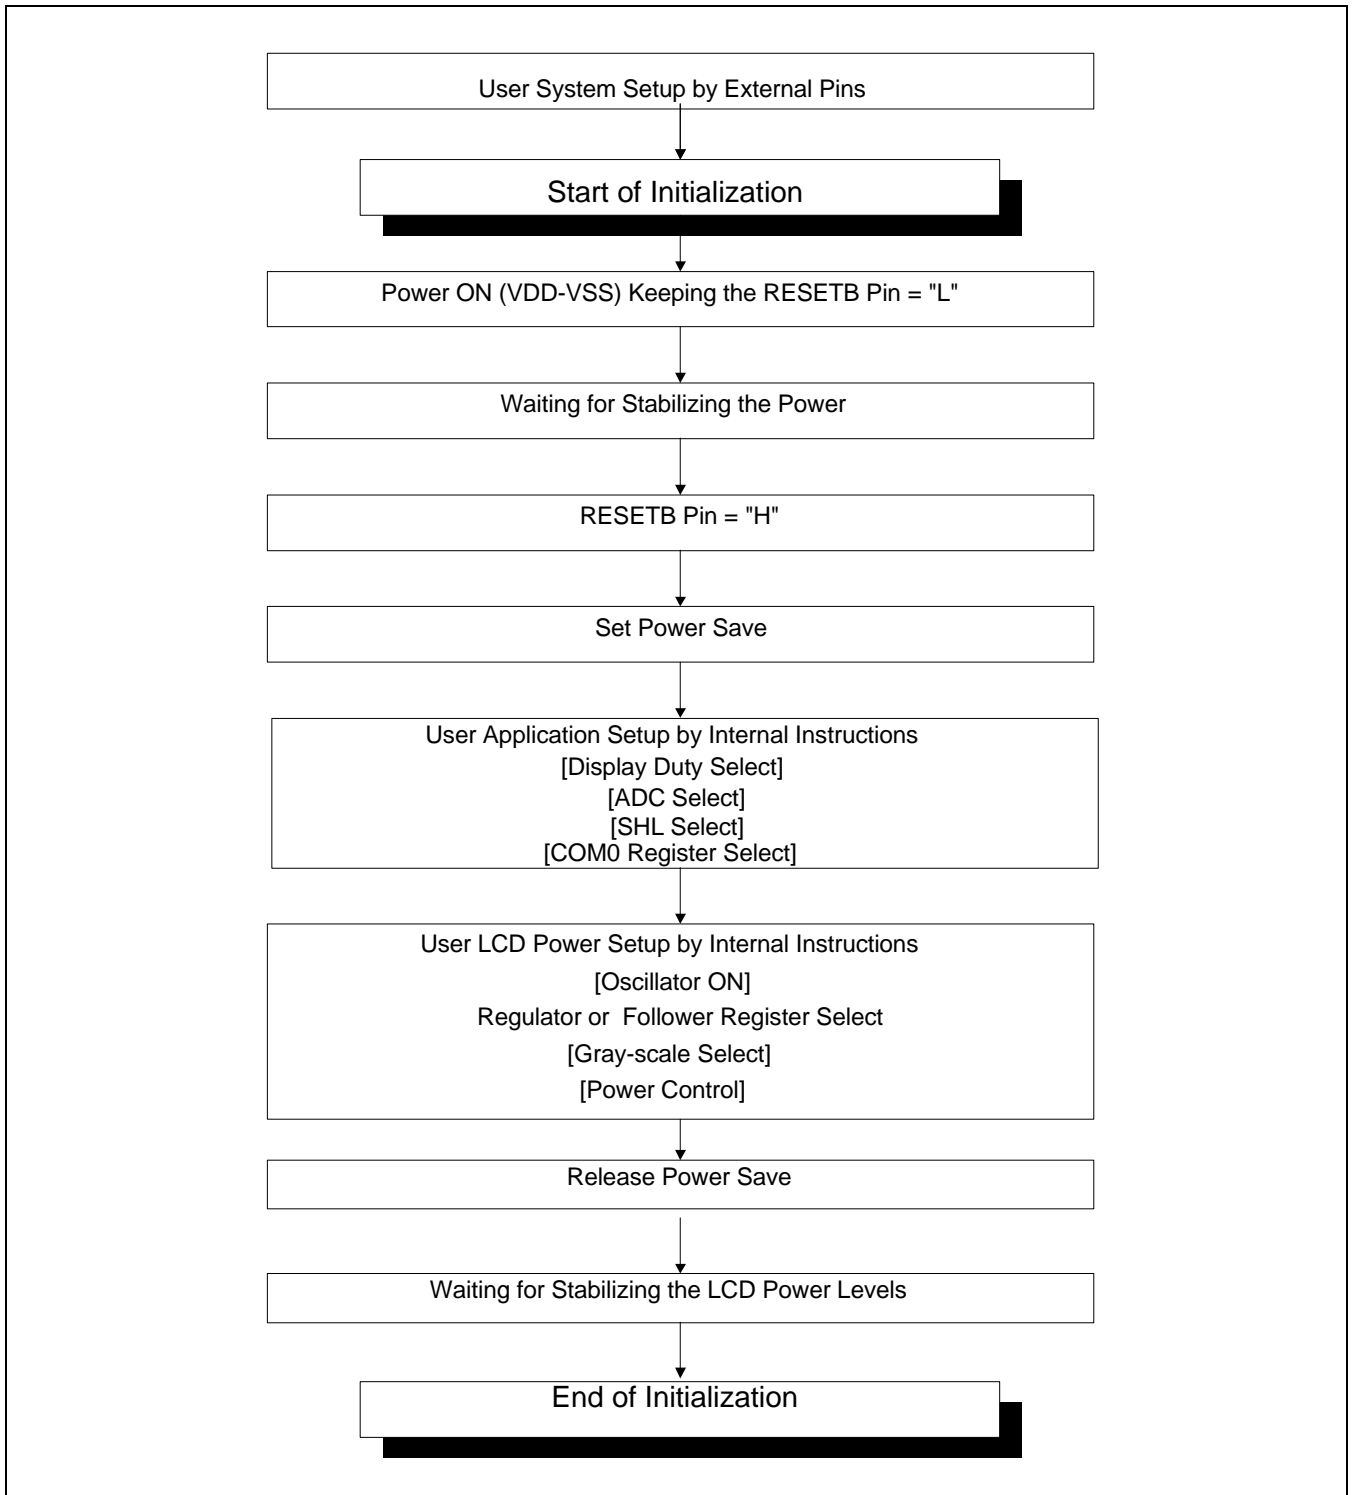 User System Setup by External Pins
Start of Initialization
Power ON (VDD-VSS) Keeping the RESETB Pin = "L"
Waiting for Stabilizing the Power
RESETB Pin = "H"
Set Power Save
User Application Setup by Internal Instructions
[Display Duty Select]
[ADC Select]
[SHL Select]
[COM0 Register Select]
User LCD Power Setup by Internal Instructions
[Oscillator ON]
Regulator or Follower Register Select
[Gray-scale Select]
[Power Control]
Release Power Save
Waiting for Stabilizing the LCD Power Levels
End of Initialization